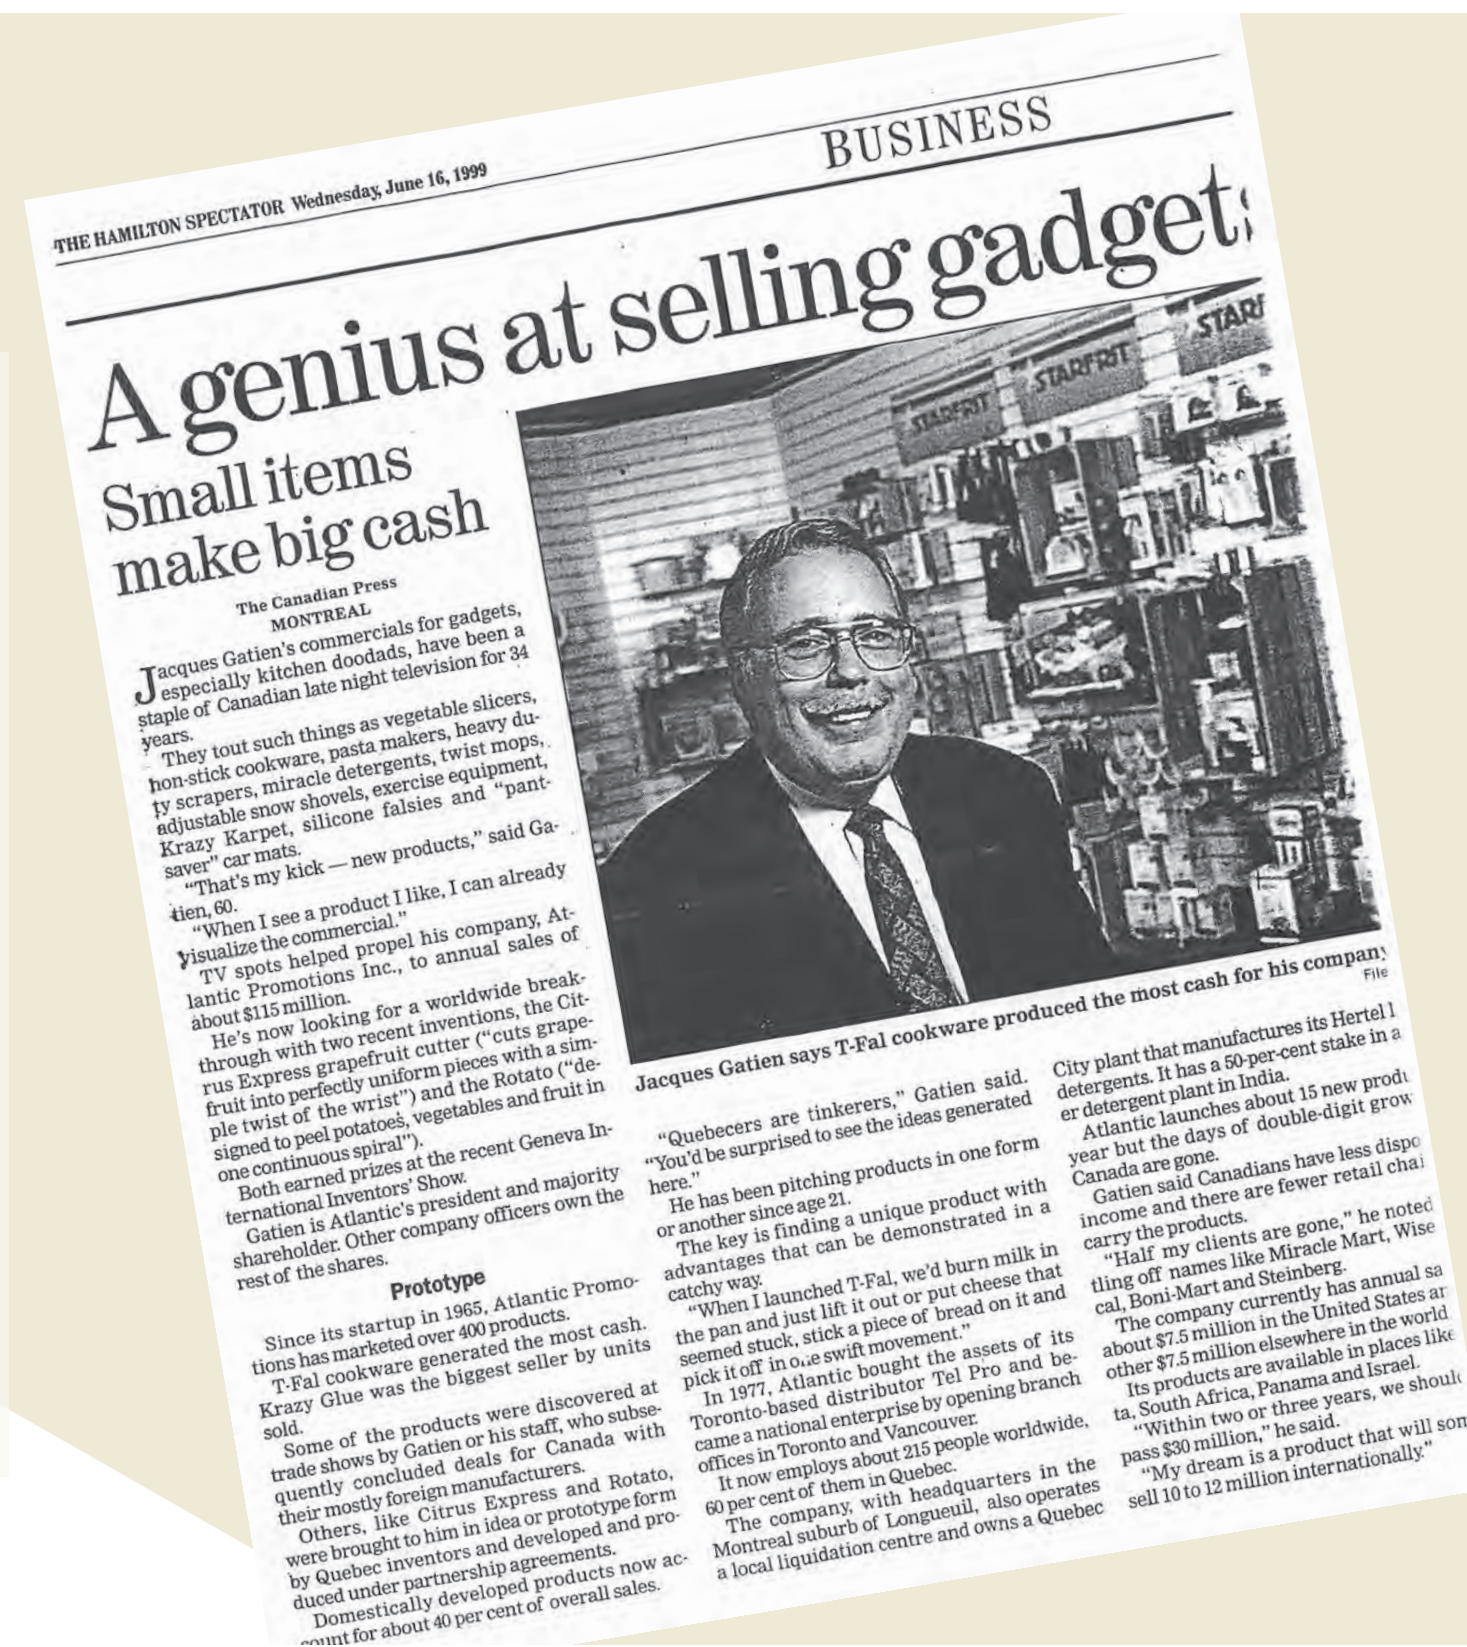 THE HAMILTON SPECTATOR Wednesday, June 16, 1999
BUSINESS
A genius at selling gadgets
Small items
make big cash
The Canadian Press
MONTREAL
Jacques Gatien's commercials for gadgets,
especially kitchen doodads, have been a
staple of Canadian late night television for 34
years.
They tout such things as vegetable slicers,
non-stick cookware, pasta makers, heavy du-
ty scrapers, miracle detergents, twist mops,
adjustable snow shovels, exercise equipment,
Krazy Karpet, silicone falsies and “pant-
saver” car mats.
“That's my kick — new products,” said Ga-
tien, 60.
“When I see a product I like, I can already
visualize the commercial.”
TV spots helped propel his company, At-
lantic Promotions Inc., to annual sales of
about $115 million.
He's now looking for a worldwide break-
through with two recent inventions, the Cit-
rus Express grapefruit cutter (“cuts grape-
fruit into perfectly uniform pieces with a sim-
ple twist of the wrist”) and the Rotato (“de-
signed to peel potatoes, vegetables and fruit in
one continuous spiral”).
Both earned prizes at the recent Geneva In-
ternational Inventors' Show.
Gatien is Atlantic's president and majority
shareholder. Other company officers own the
rest of the shares.
Prototype
Since its startup in 1965, Atlantic Promo-
tions has marketed over 400 products.
T-Fal cookware generated the most cash.
Krazy Glue was the biggest seller by units
sold.
Some of the products were discovered at
trade shows by Gatien or his staff, who subse-
quently concluded deals for Canada with
their mostly foreign manufacturers.
Others, like Citrus Express and Rotato,
were brought to him in idea or prototype form
by Quebec inventors and developed and pro-
duced under partnership agreements.
Domestically developed products now ac-
count for about 40 per cent of overall sales.
STARFRIT
STARFRIT
STARF
Jacques Gatien says T-Fal cookware produced the most cash for his company
File
“Quebecers are tinkerers,” Gatien said.
“You'd be surprised to see the ideas generated
here.”
He has been pitching products in one form
or another since age 21.
The key is finding a unique product with
advantages that can be demonstrated in a
catchy way.
“When I launched T-Fal, we'd burn milk in
the pan and just lift it out or put cheese that
seemed stuck, stick a piece of bread on it and
pick it off in one swift movement.”
In 1977, Atlantic bought the assets of its
Toronto-based distributor Tel Pro and be-
came a national enterprise by opening branch
offices in Toronto and Vancouver.
It now employs about 215 people worldwide,
60 per cent of them in Quebec.
The company, with headquarters in the
Montreal suburb of Longueuil, also operates
a local liquidation centre and owns a Quebec
City plant that manufactures its Hertel
detergents. It has a 50-per-cent stake in a
er detergent plant in India.
Atlantic launches about 15 new produ
year but the days of double-digit grow
Canada are gone.
Gatien said Canadians have less dispo
income and there are fewer retail chai
carry the products.
“Half my clients are gone,” he noted
tling off names like Miracle Mart, Wise
cal, Boni-Mart and Steinberg.
The company currently has annual sa
about $7.5 million in the United States an
other $7.5 million elsewhere in the world
Its products are available in places like
ta, South Africa, Panama and Israel.
“Within two or three years, we should
pass $30 million,” he said.
“My dream is a product that will som
sell 10 to 12 million internationally.”